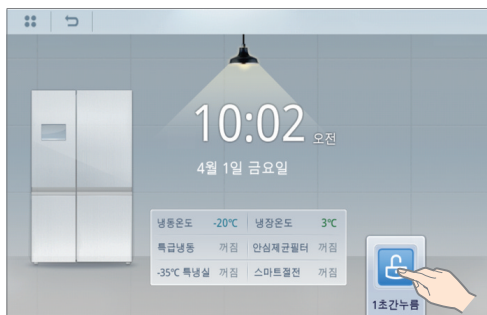 10:02 오전
4월 1일 금요일
냉동온도 -20℃ 냉장온도 3℃
특급냉동 꺼짐 안심제균필터 꺼짐
-35℃ 특냉실 꺼짐 스마트절전 꺼짐
1초간누름